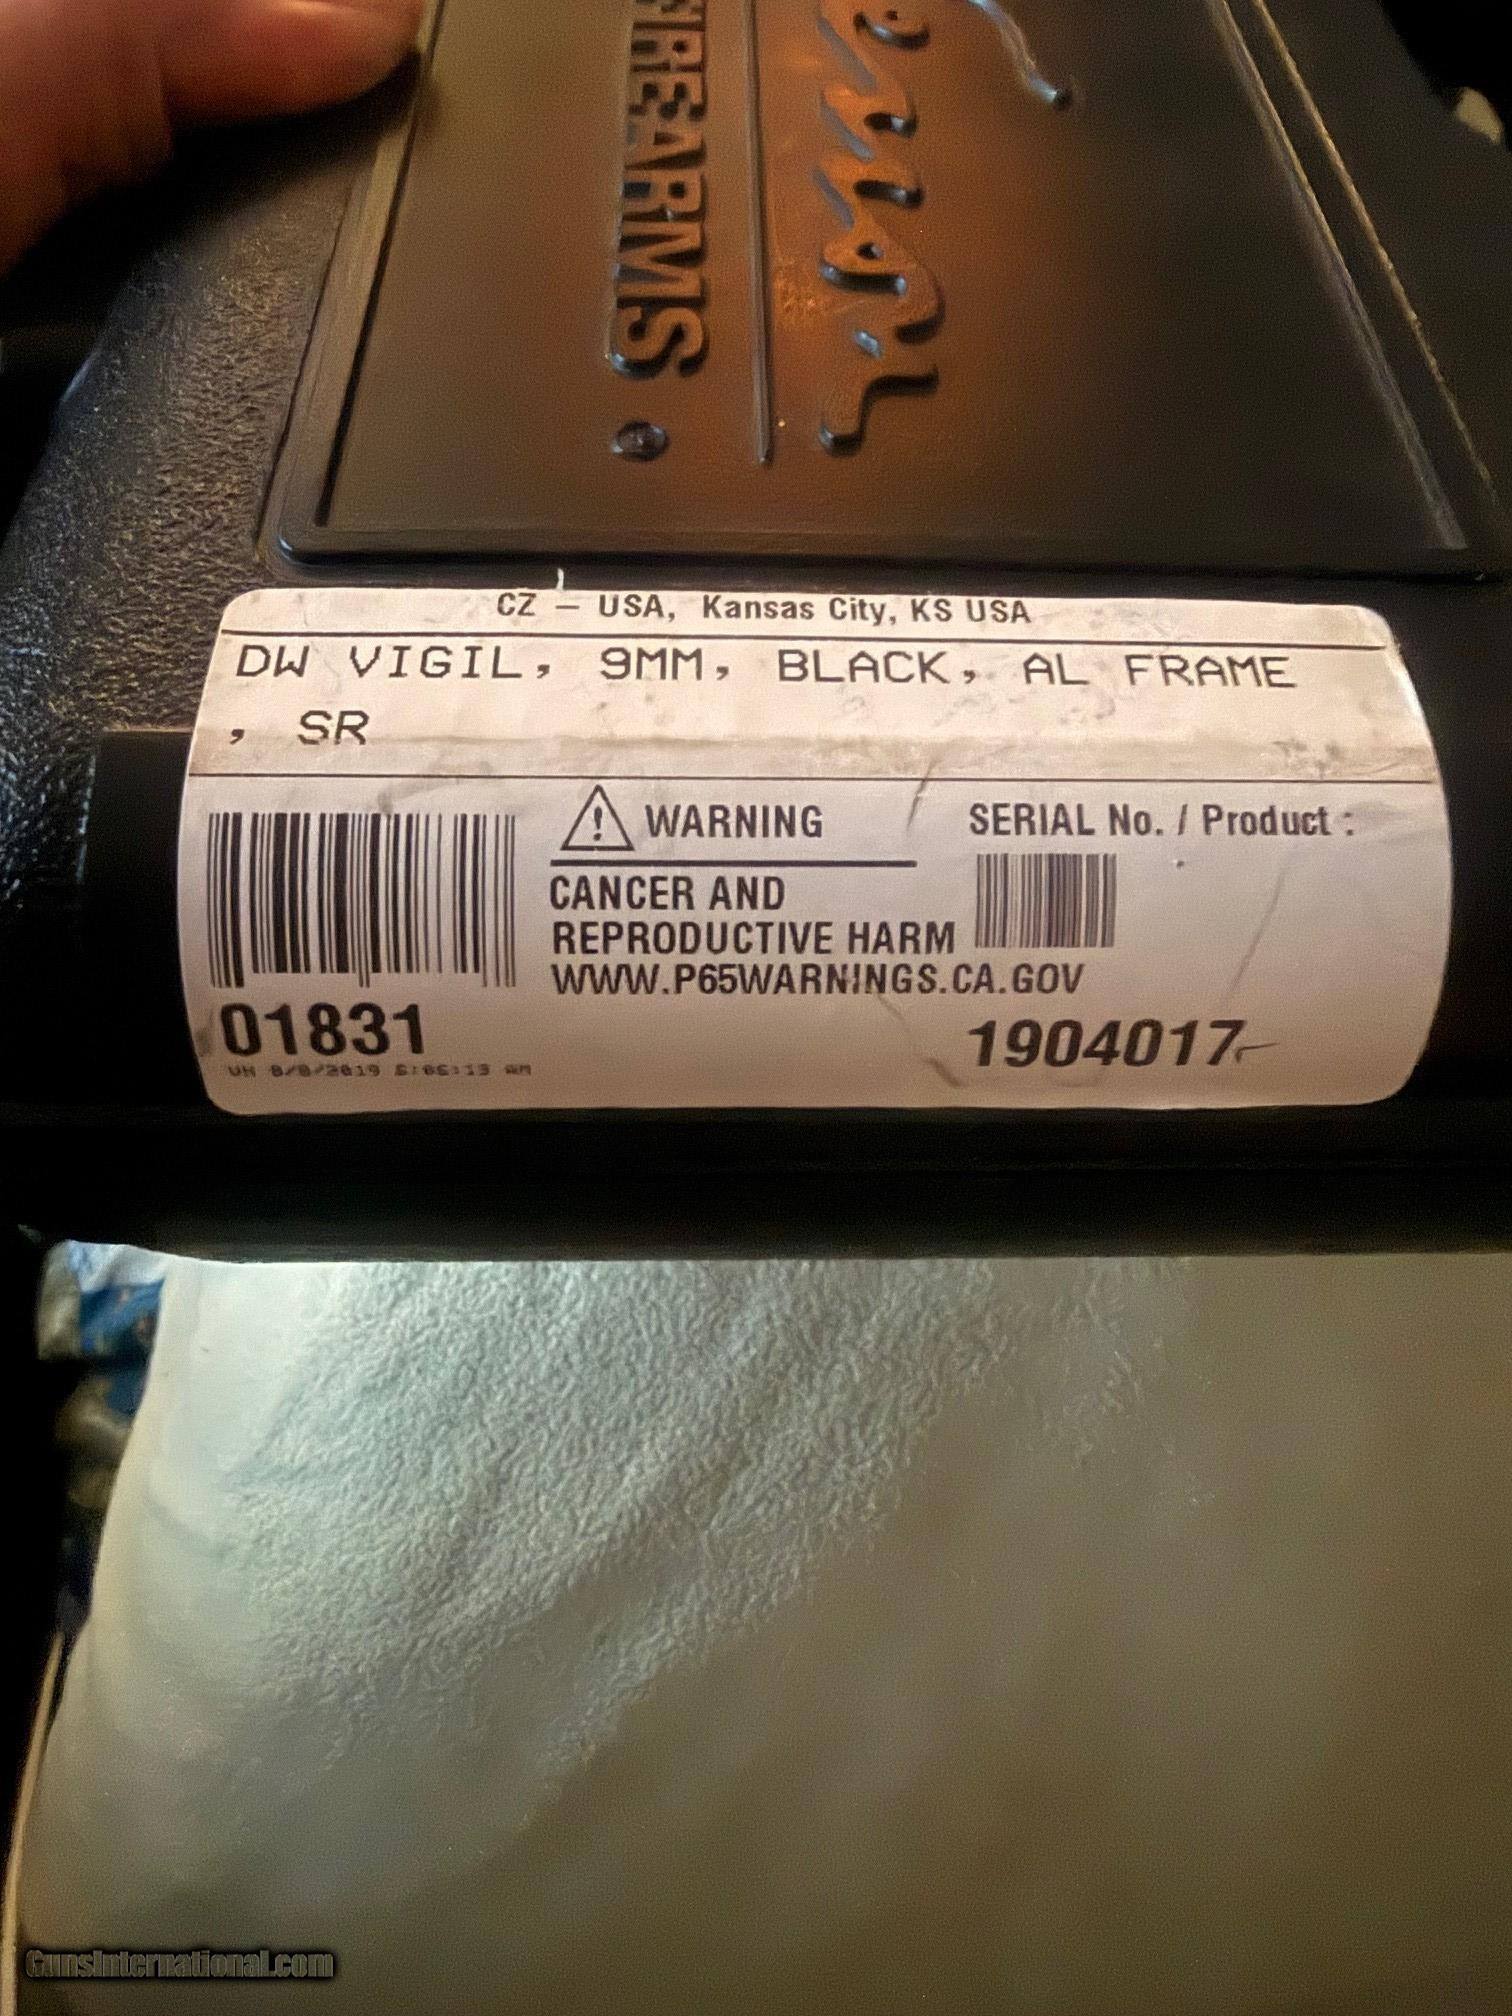 FIREARMS
CZ – USA, Kansas City, KS USA
DW VIGIL, 9MM, BLACK, AL FRAME
, SR
WARNING
CANCER AND
REPRODUCTIVE HARM
WWW.P65WARNINGS.CA.GOV
SERIAL No. / Product :
01831
1904017
GunsInternational.com